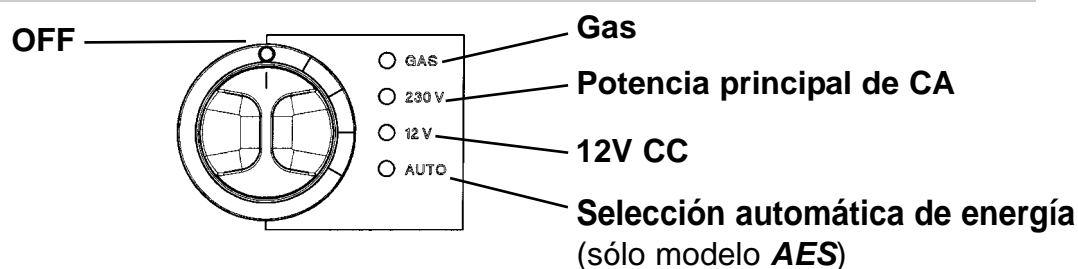 OFF
Gas
GAS
230 V
Potencia principal de CA
12 V
12V CC
AUTO
Selección automática de energía
(sólo modelo AES)